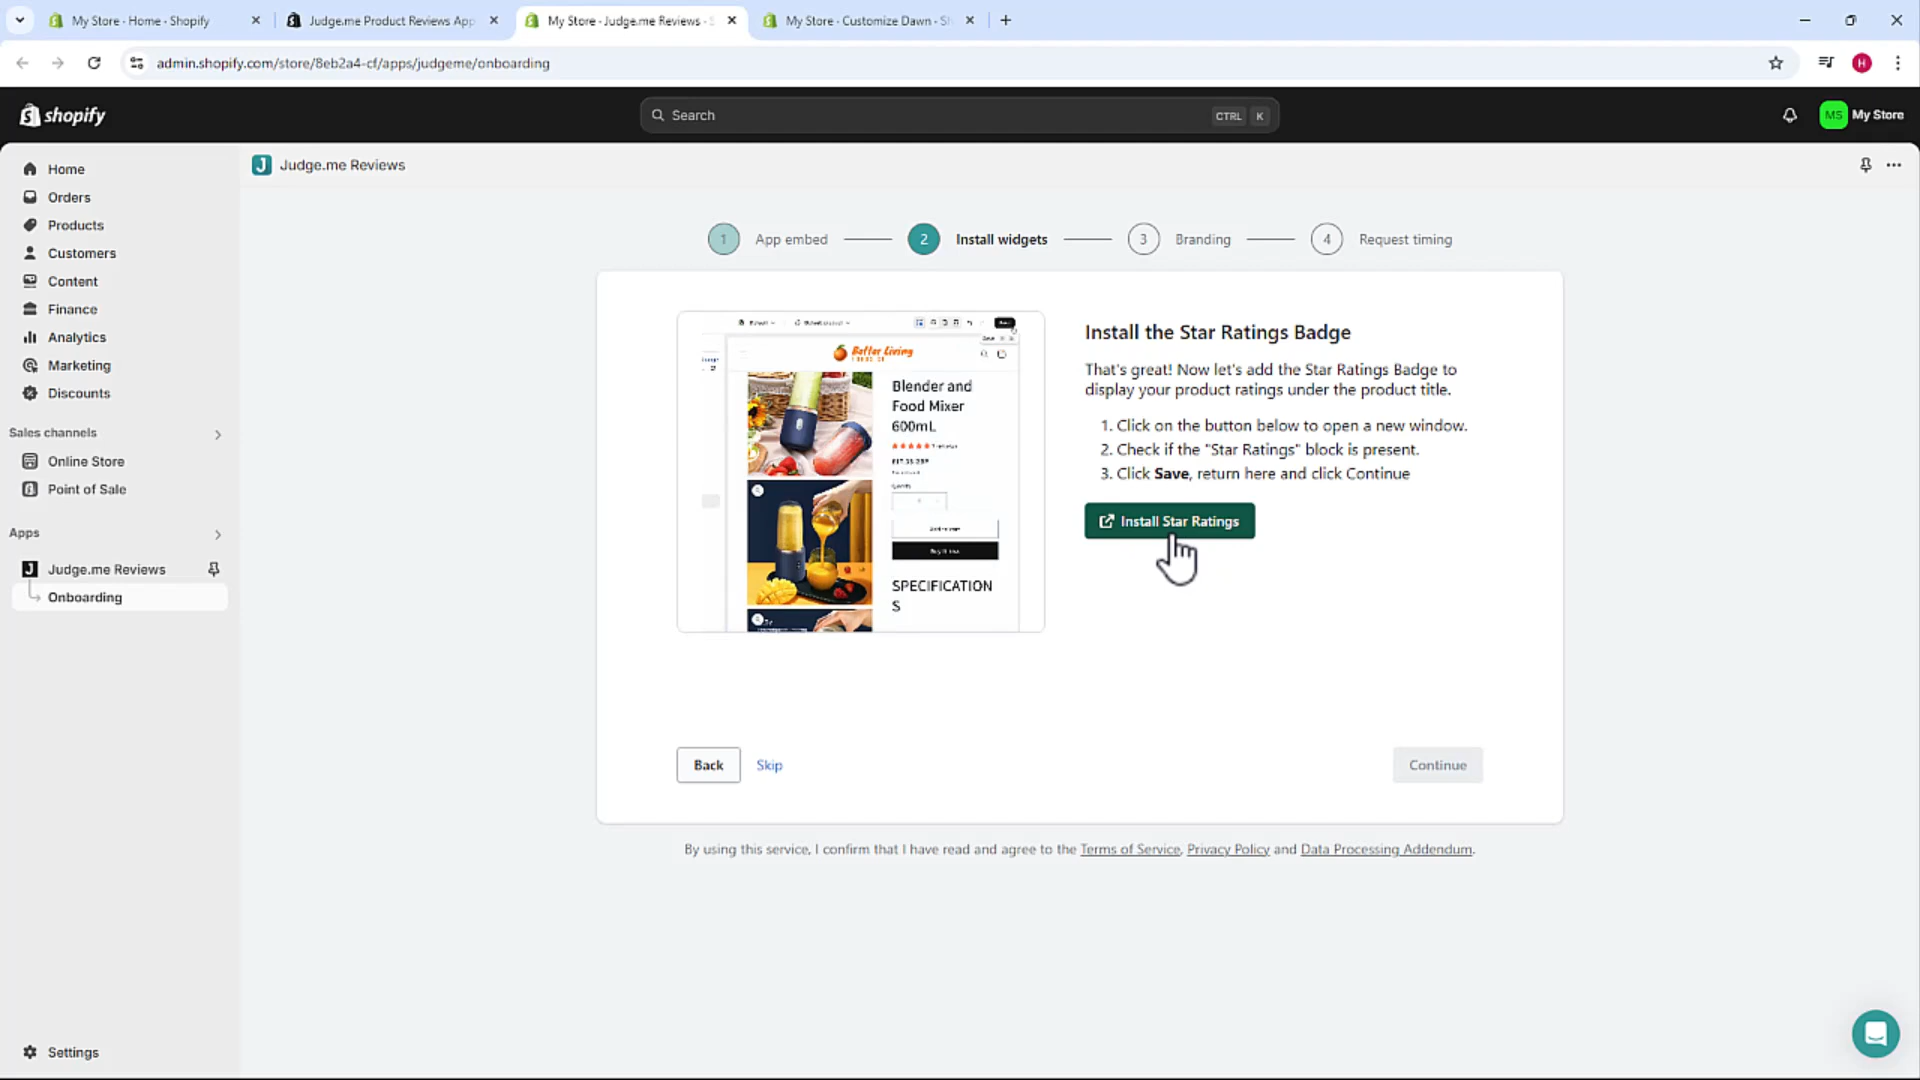 My Store - Home - Shopify
Judge.me Product Reviews App
My Store - Judge.me Reviews - S
My Store - Customize Dawn - Sh
admin.shopify.com/store/8eb2a4-cf/apps/judgeme/onboarding
H
shopify
Search
CTRL K
MS My Store
Home
Orders
Products
Customers
Content
Finance
Analytics
Marketing
Discounts
Sales channels
Online Store
Point of Sale
Apps
Judge.me Reviews
Onboarding
Settings
J Judge.me Reviews
1 App embed
2 Install widgets
3 Branding
4 Request timing
Better Living
Blender and
Food Mixer
600mL
Add to cart
Buy it now
SPECIFICATION
S
Install the Star Ratings Badge
That's great! Now let's add the Star Ratings Badge to
display your product ratings under the product title.
1. Click on the button below to open a new window.
2. Check if the "Star Ratings" block is present.
3. Click Save, return here and click Continue
Install Star Ratings
Back
Skip
Continue
By using this service, I confirm that I have read and agree to the Terms of Service, Privacy Policy and Data Processing Addendum.